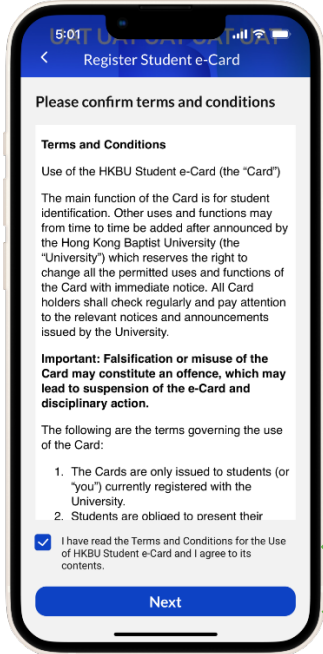 5:01
UAT UAT UAT UAT UAT
Register Student e-Card
Please confirm terms and conditions
Terms and Conditions
Use of the HKBU Student e-Card (the “Card”)
The main function of the Card is for student
identification. Other uses and functions may
from time to time be added after announced by
the Hong Kong Baptist University (the
“University”) which reserves the right to
change all the permitted uses and functions of
the Card with immediate notice. All Card
holders shall check regularly and pay attention
to the relevant notices and announcements
issued by the University.
Important: Falsification or misuse of the
Card may constitute an offence, which may
lead to suspension of the e-Card and
disciplinary action.
The following are the terms governing the use
of the Card:
1. The Cards are only issued to students (or
“you”) currently registered with the
University.
2. Students are obliged to present their
I have read the Terms and Conditions for the Use
of HKBU Student e-Card and I agree to its
contents.
Next